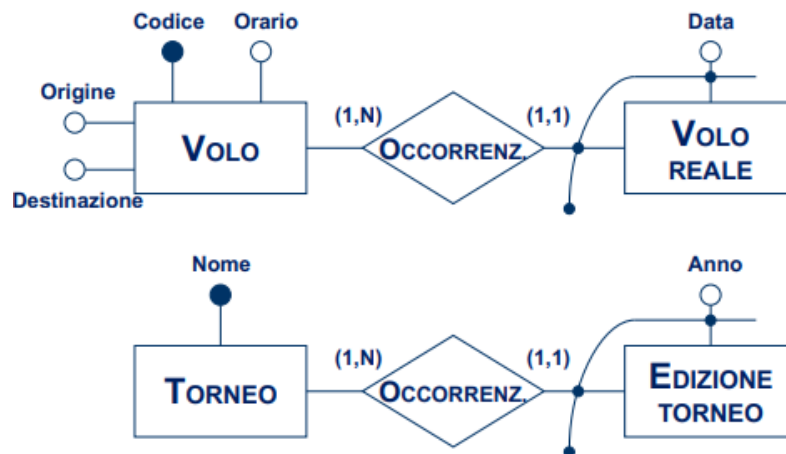 Codice
Orario
Data
Origine
(1,N)
(1,1)
VOLO
OCCORRENZ.
VOLO
REALE
Destinazione
Nome
Anno
(1,N)
(1,1)
TORNEO
OCCORRENZ.
EDIZIONE
TORNEO